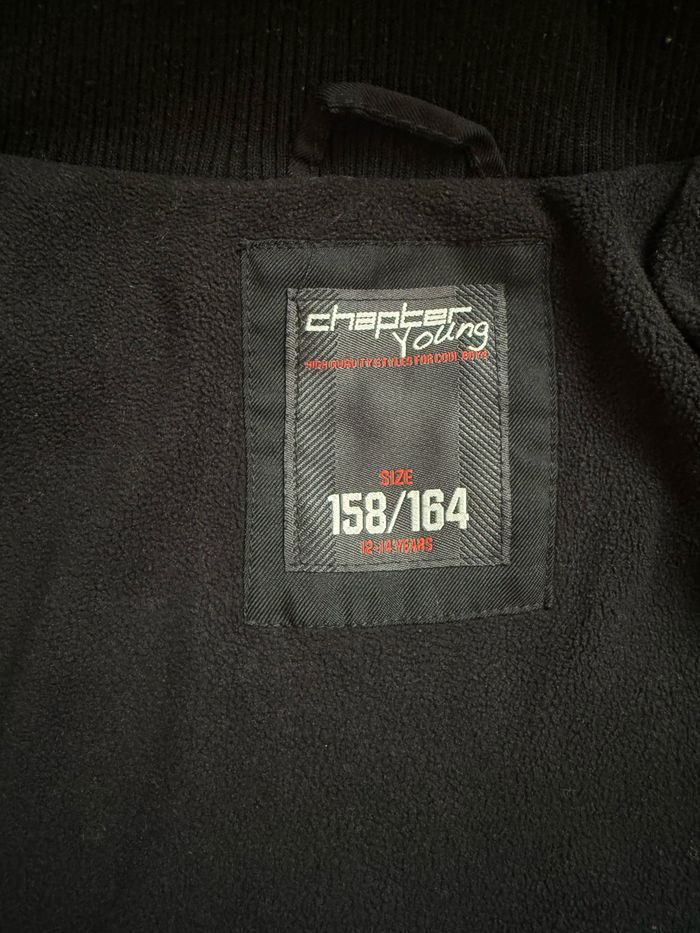 chapter
Young
HIGH QUALITY STYLES FOR COOL BOYS
SIZE
158/164
12-14 YEARS